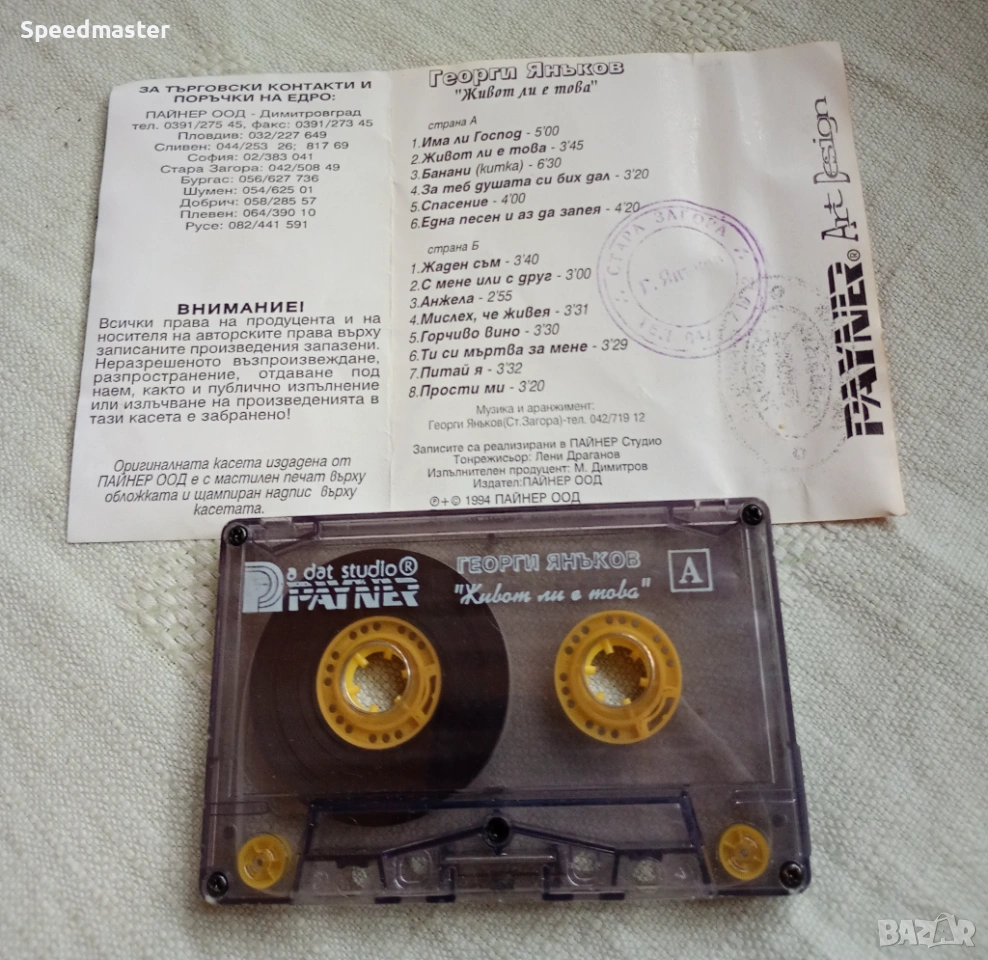 Speedmaster
ЗА ТЪРГОВСКИ КОНТАКТИ И
ПОРЪЧКИ НА ЕДРО:
ПАЙНЕР ООД - Димитровград
тел. 0391/275 45, факс: 0391/273 45
Пловдив: 032/227 649
Сливен: 044/253 26; 817 69
София: 02/383 041
Стара Загора: 042/508 49
Бургас: 056/627 736
Шумен: 054/625 01
Добрич: 058/285 57
Плевен: 064/390 10
Русе: 082/441 591
ВНИМАНИЕ!
Всички права на продуцента и на
носителя на авторските права върху
записаните произведения запазени.
Неразрешеното възпроизвеждане,
разпространение, отдаване под
наем, както и публично изпълнение
или излъчване на произведенията в
тази касета е забранено!
Оригиналната касета издадена от
ПАЙНЕР ООД е с мастилен печат върху
обложката и щампиран надпис върху
касетата.
Георги Яньков
"Живот ли е това"
страна А
1.Има ли Господ - 5'00
2.Живот ли е това - 3'45
3.Банани (китка) - 6'30
4.За теб душата си бих дал - 3'20
5.Спасение - 4'00
6.Една песен и аз да запея - 4'20
страна Б
1.Жаден съм - 3'40
2.С мене или с друг - 3'00
3.Анжела - 2'55
4.Мислех, че живея - 3'31
5.Горчиво вино - 3'30
6.Ти си мъртва за мене - 3'29
7.Питай я - 3'32
8.Прости ми - 3'20
Музика и аранжимент:
Георги Яньков(Ст.Загора)-тел. 042/719 12
Записите са реализирани в ПАЙНЕР Студио
Тонрежисьор: Лени Драганов
Изпълнителен продуцент: М. Димитров
Издател:ПАЙНЕР ООД
℗+© 1994 ПАЙНЕР ООД
СТАРА ЗАГОРА
PAYNER® Art Design
a dat studio®
PAYNER
ГЕОРГИ ЯНЬКОВ
"Живот ли е това"
A
BAZAR